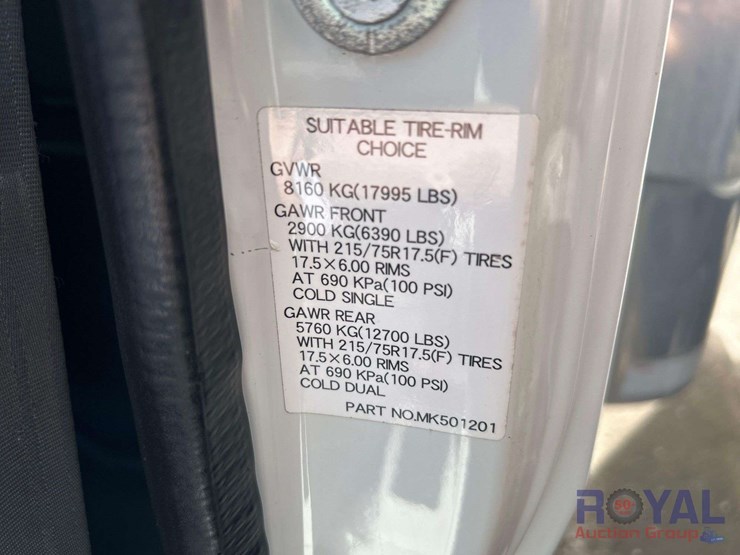 SUITABLE TIRE-RIM
CHOICE
GVWR
8160 KG(17995 LBS)
GAWR FRONT
2900 KG(6390 LBS)
WITH 215/75R17.5(F) TIRES
17.5×6.00 RIMS
AT 690 KPa(100 PSI)
COLD SINGLE
GAWR REAR
5760 KG(12700 LBS)
WITH 215/75R17.5(F) TIRES
17.5×6.00 RIMS
AT 690 KPa(100 PSI)
COLD DUAL
PART NO.MK501201
ROYAL
Auction Group